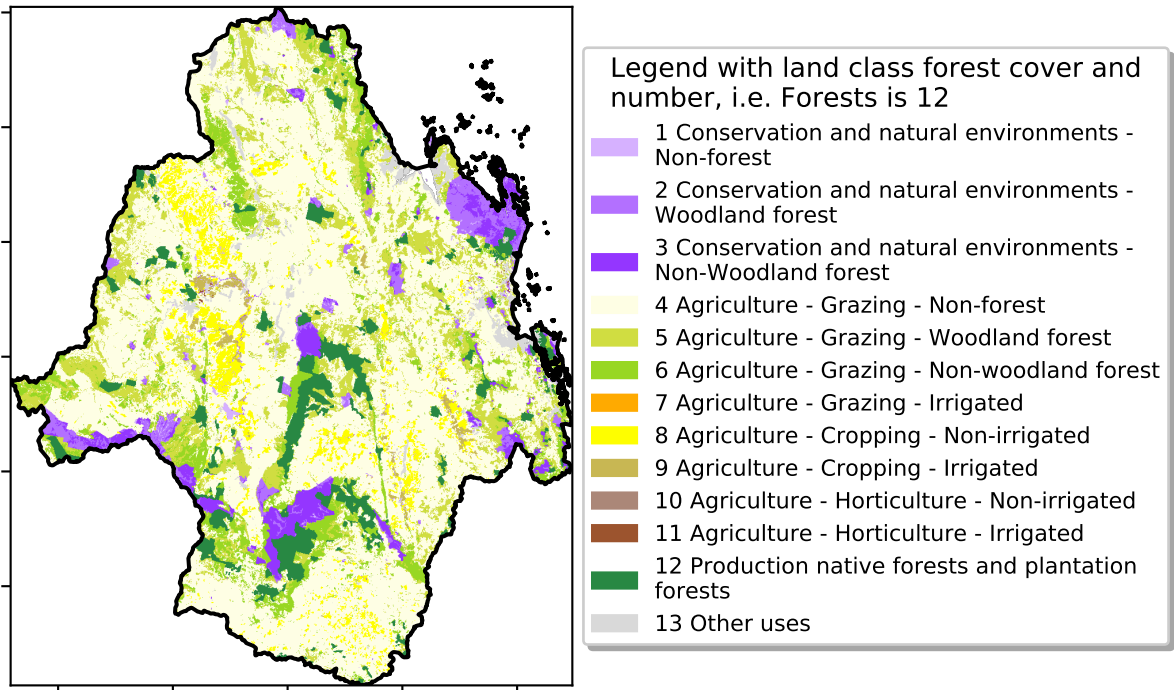 Legend with land class forest cover and
number, i.e. Forests is 12
1 Conservation and natural environments -
Non-forest
2 Conservation and natural environments -
Woodland forest
3 Conservation and natural environments -
Non-Woodland forest
4 Agriculture - Grazing - Non-forest
5 Agriculture - Grazing - Woodland forest
6 Agriculture - Grazing - Non-woodland forest
7 Agriculture - Grazing - Irrigated
8 Agriculture - Cropping - Non-irrigated
9 Agriculture - Cropping - Irrigated
10 Agriculture - Horticulture - Non-irrigated
11 Agriculture - Horticulture - Irrigated
12 Production native forests and plantation
forests
13 Other uses